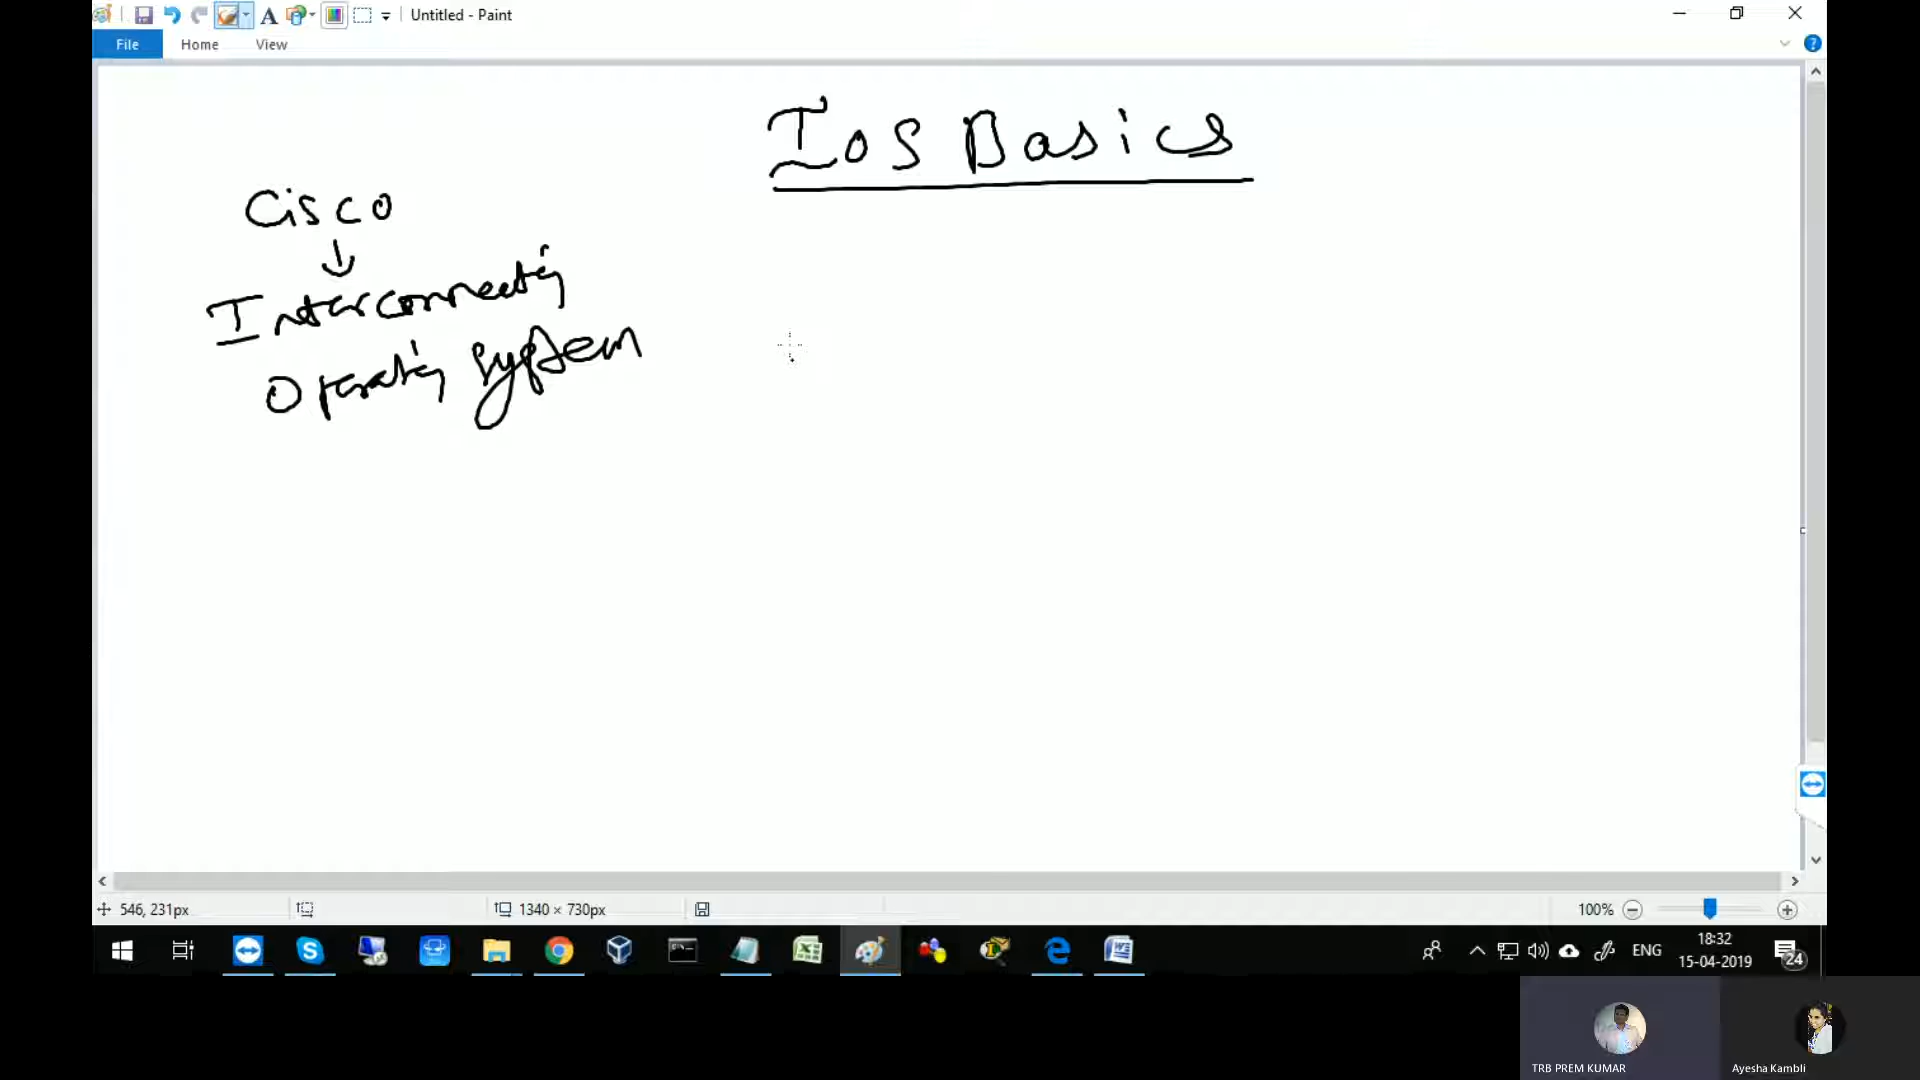 Untitled - Paint
File Home View
Ios Basics
Cisco
Interconnecting
Operating System
546, 231px
1340 × 730px
100%
ENG
18:32
15-04-2019
24
TRB PREM KUMAR
Ayesha Kambli